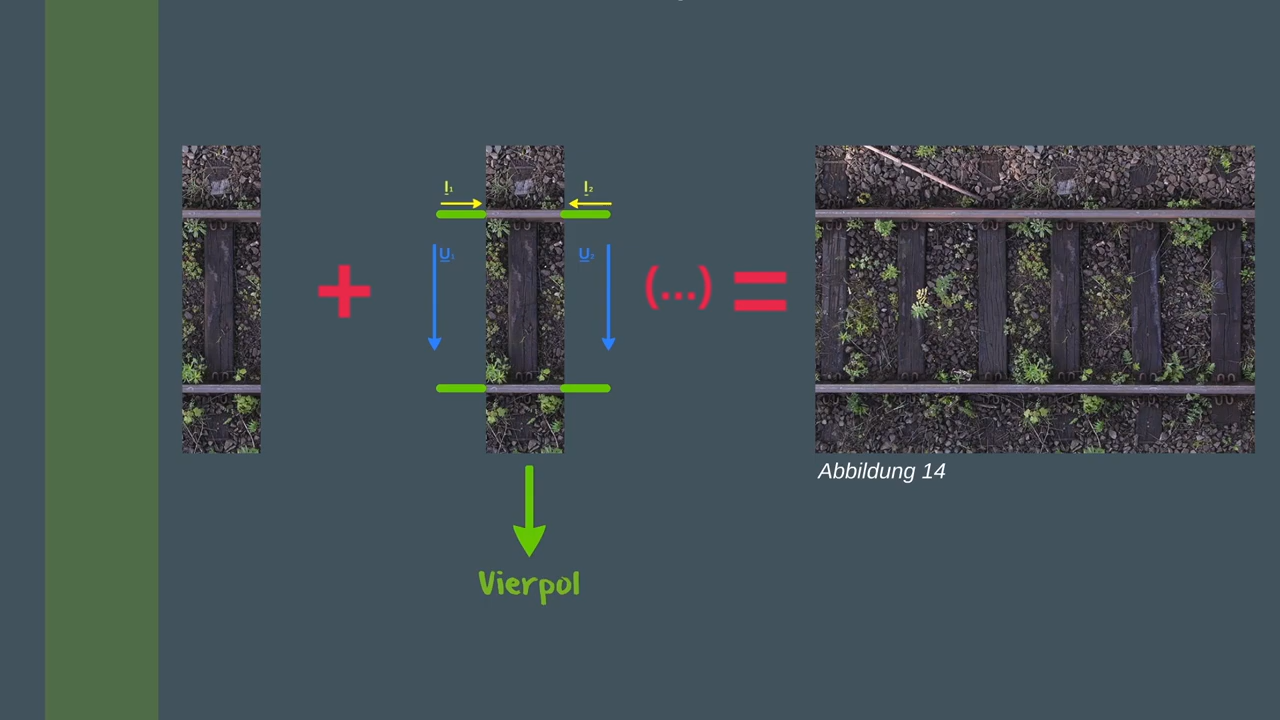 I₁
I₂
U₁
U₂
+
(...)
=
Abbildung 14
Vierpol